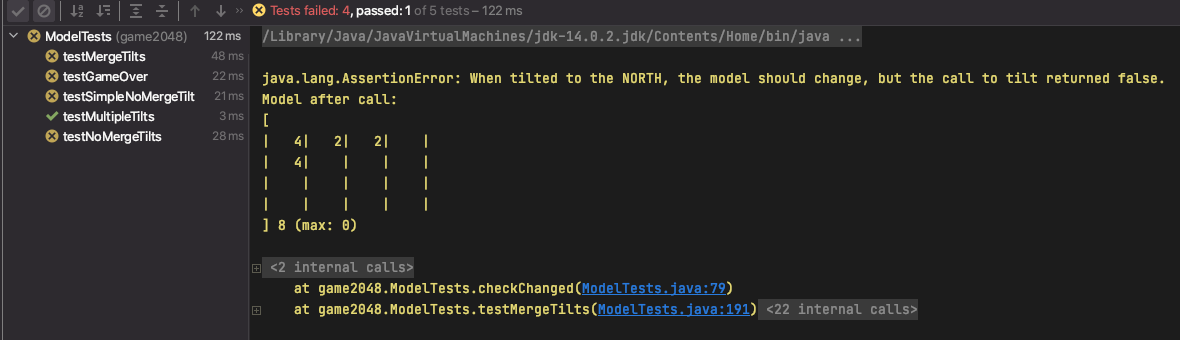 Tests failed: 4, passed: 1 of 5 tests – 122 ms
ModelTests (game2048) 122 ms
testMergeTilts 48 ms
testGameOver 22 ms
testSimpleNoMergeTilt 21 ms
testMultipleTilts 3 ms
testNoMergeTilts 28 ms
/Library/Java/JavaVirtualMachines/jdk-14.0.2.jdk/Contents/Home/bin/java ...
java.lang.AssertionError: When tilted to the NORTH, the model should change, but the call to tilt returned false.
Model after call:
[
|   4|   2|   2|    |
|   4|    |    |    |
|    |    |    |    |
|    |    |    |    |
] 8 (max: 0)
<2 internal calls>
at game2048.ModelTests.checkChanged(ModelTests.java:79)
at game2048.ModelTests.testMergeTilts(ModelTests.java:191) <22 internal calls>